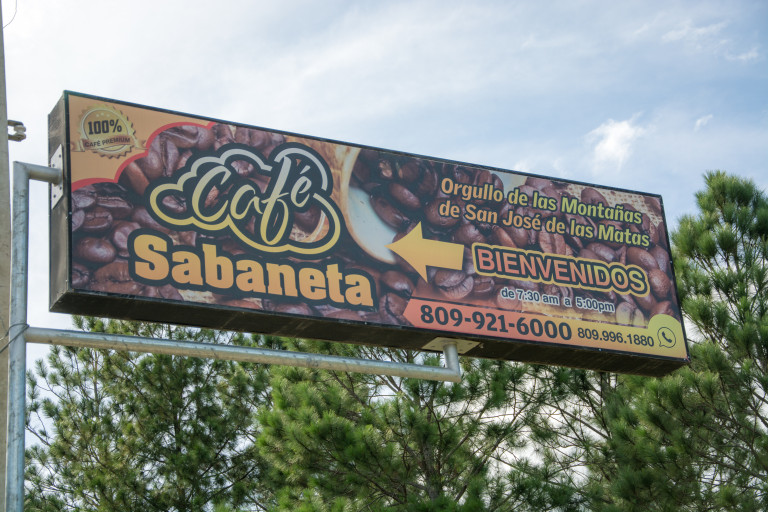 100%
CAFÉ PREMIUM
Café
Sabaneta
Orgullo de las Montañas
de San José de las Matas
BIENVENIDOS
de 7:30 am a 5:00pm
809-921-6000
809.996.1880